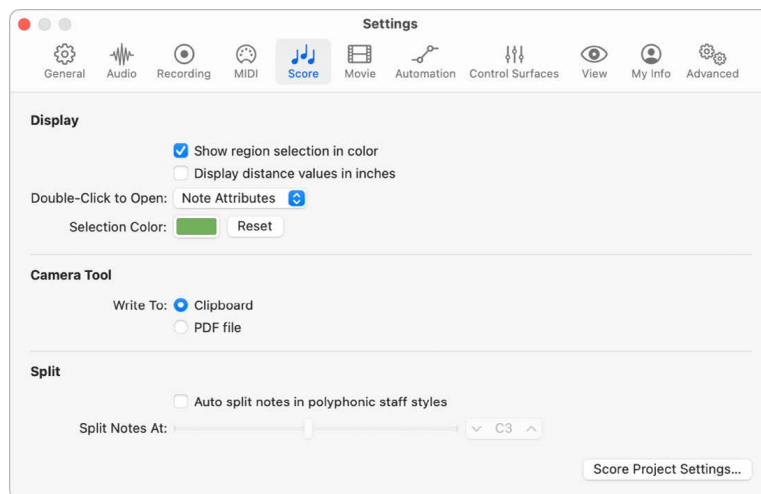 Settings
General Audio Recording MIDI Score Movie Automation Control Surfaces View My Info Advanced
Display
Show region selection in color
Display distance values in inches
Double-Click to Open: Note Attributes
Selection Color: Reset
Camera Tool
Write To: Clipboard
PDF file
Split
Auto split notes in polyphonic staff styles
Split Notes At: C3
Score Project Settings...